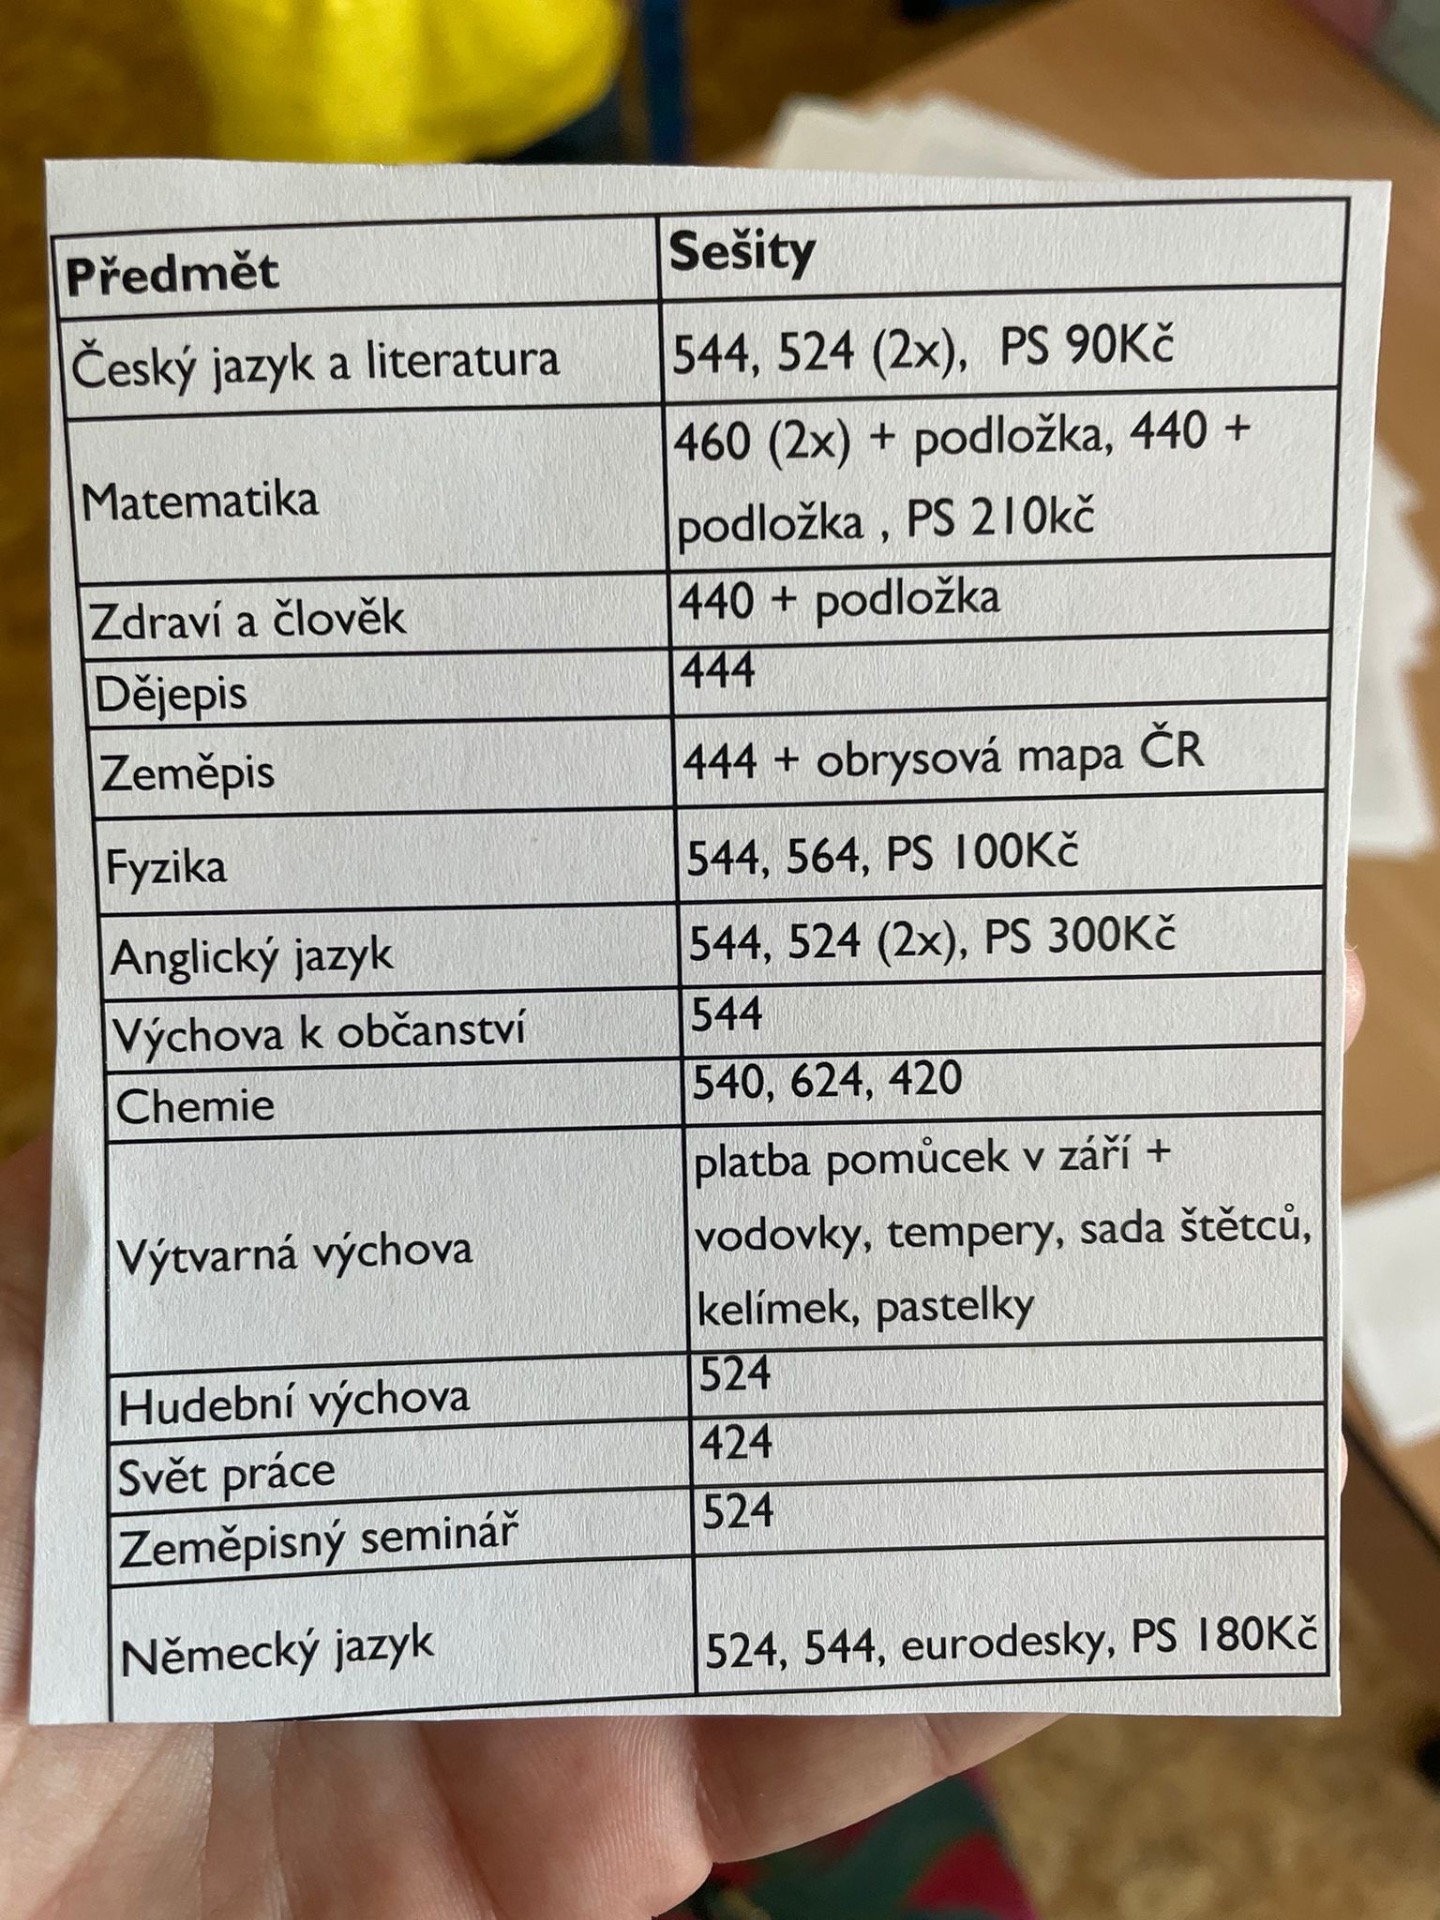 Předmět Sešity
Český jazyk a literatura 544, 524 (2x), PS 90Kč
Matematika 460 (2x) + podložka, 440 +
podložka , PS 210kč
Zdraví a člověk 440 + podložka
Dějepis 444
Zeměpis 444 + obrysová mapa ČR
Fyzika 544, 564, PS 100Kč
Anglický jazyk 544, 524 (2x), PS 300Kč
Výchova k občanství 544
Chemie 540, 624, 420
Výtvarná výchova platba pomůcek v září +
vodovky, tempery, sada štětců,
kelímek, pastelky
Hudební výchova 524
Svět práce 424
Zeměpisný seminář 524
Německý jazyk 524, 544, eurodesky, PS 180Kč